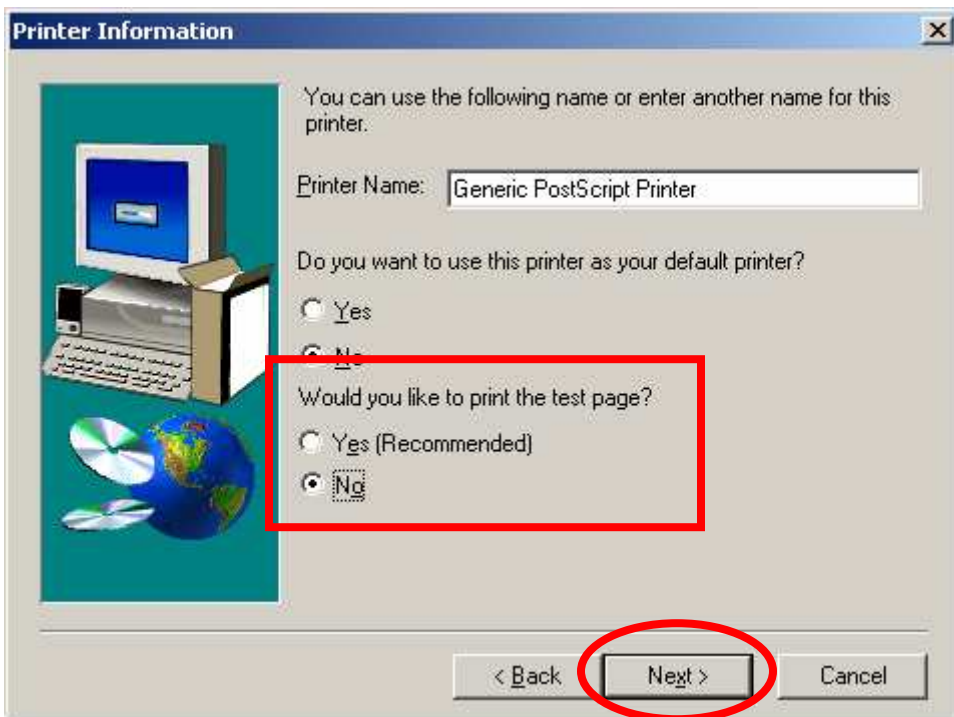 Printer Information
You can use the following name or enter another name for this
printer.
Printer Name: Generic PostScript Printer
Do you want to use this printer as your default printer?
Yes
No
Would you like to print the test page?
Yes (Recommended)
No
< Back Next > Cancel